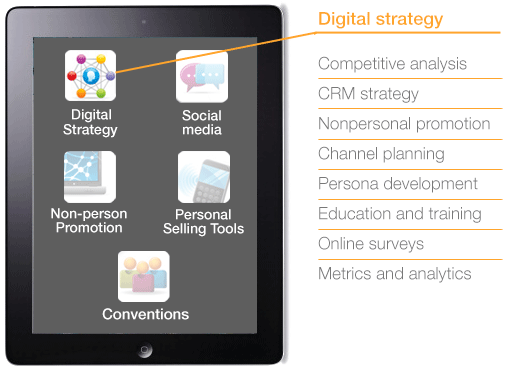 Digital strategy
Digital
Strategy
Social
media
Non-person
Promotion
Personal
Selling Tools
Conventions
Competitive analysis
CRM strategy
Nonpersonal promotion
Channel planning
Persona development
Education and training
Online surveys
Metrics and analytics